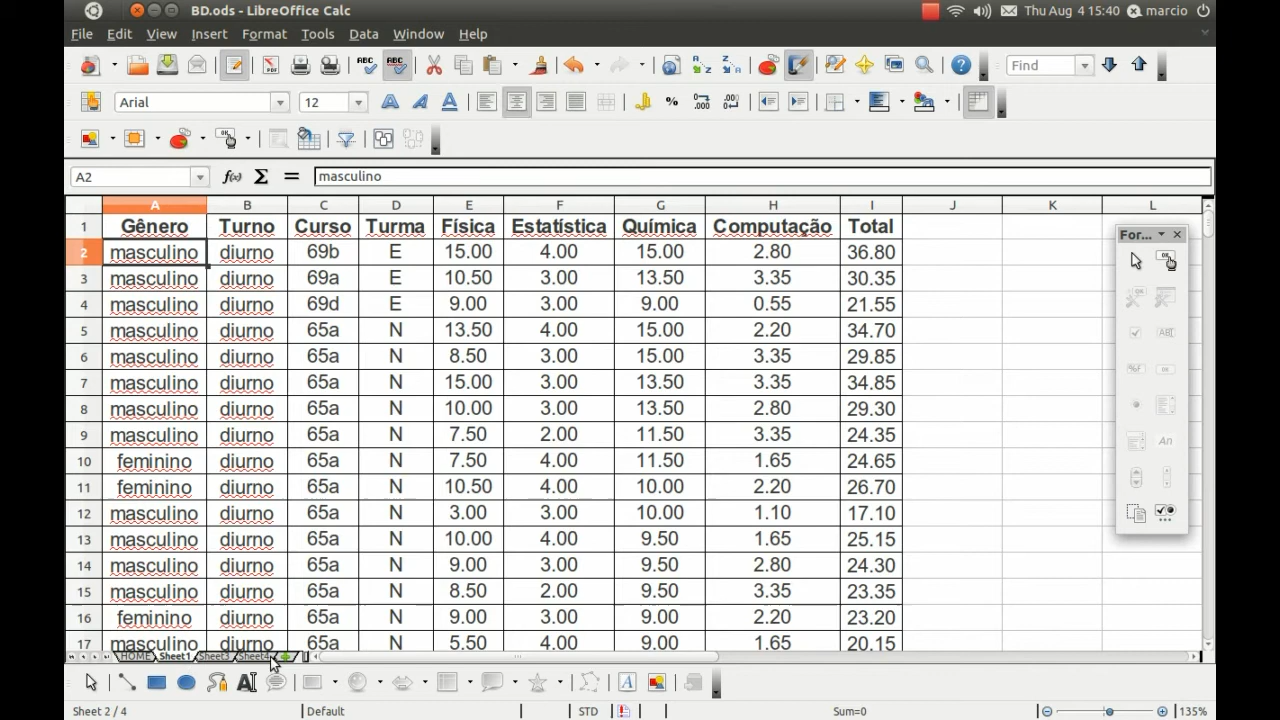 BD.ods - LibreOffice Calc Thu Aug 4 15:40 marcio
File Edit View Insert Format Tools Data Window Help
Find
Arial 12
A2 masculino
A B C D E F G H I J K L
1 Gênero Turno Curso Turma Física Estatística Química Computação Total
2 masculino diurno 69b E 15.00 4.00 15.00 2.80 36.80
3 masculino diurno 69a E 10.50 3.00 13.50 3.35 30.35
4 masculino diurno 69d E 9.00 3.00 9.00 0.55 21.55
5 masculino diurno 65a N 13.50 4.00 15.00 2.20 34.70
6 masculino diurno 65a N 8.50 3.00 15.00 3.35 29.85
7 masculino diurno 65a N 15.00 3.00 13.50 3.35 34.85
8 masculino diurno 65a N 10.00 3.00 13.50 2.80 29.30
9 masculino diurno 65a N 7.50 2.00 11.50 3.35 24.35
10 feminino diurno 65a N 7.50 4.00 11.50 1.65 24.65
11 feminino diurno 65a N 10.50 4.00 10.00 2.20 26.70
12 masculino diurno 65a N 3.00 3.00 10.00 1.10 17.10
13 masculino diurno 65a N 10.00 4.00 9.50 1.65 25.15
14 masculino diurno 65a N 9.00 3.00 9.50 2.80 24.30
15 masculino diurno 65a N 8.50 2.00 9.50 3.35 23.35
16 feminino diurno 65a N 9.00 3.00 9.00 2.20 23.20
17 masculino diurno 65a N 5.50 4.00 9.00 1.65 20.15
For...
HOME Sheet1 Sheet3 Sheet4
Sheet 2 / 4 Default STD Sum=0 135%